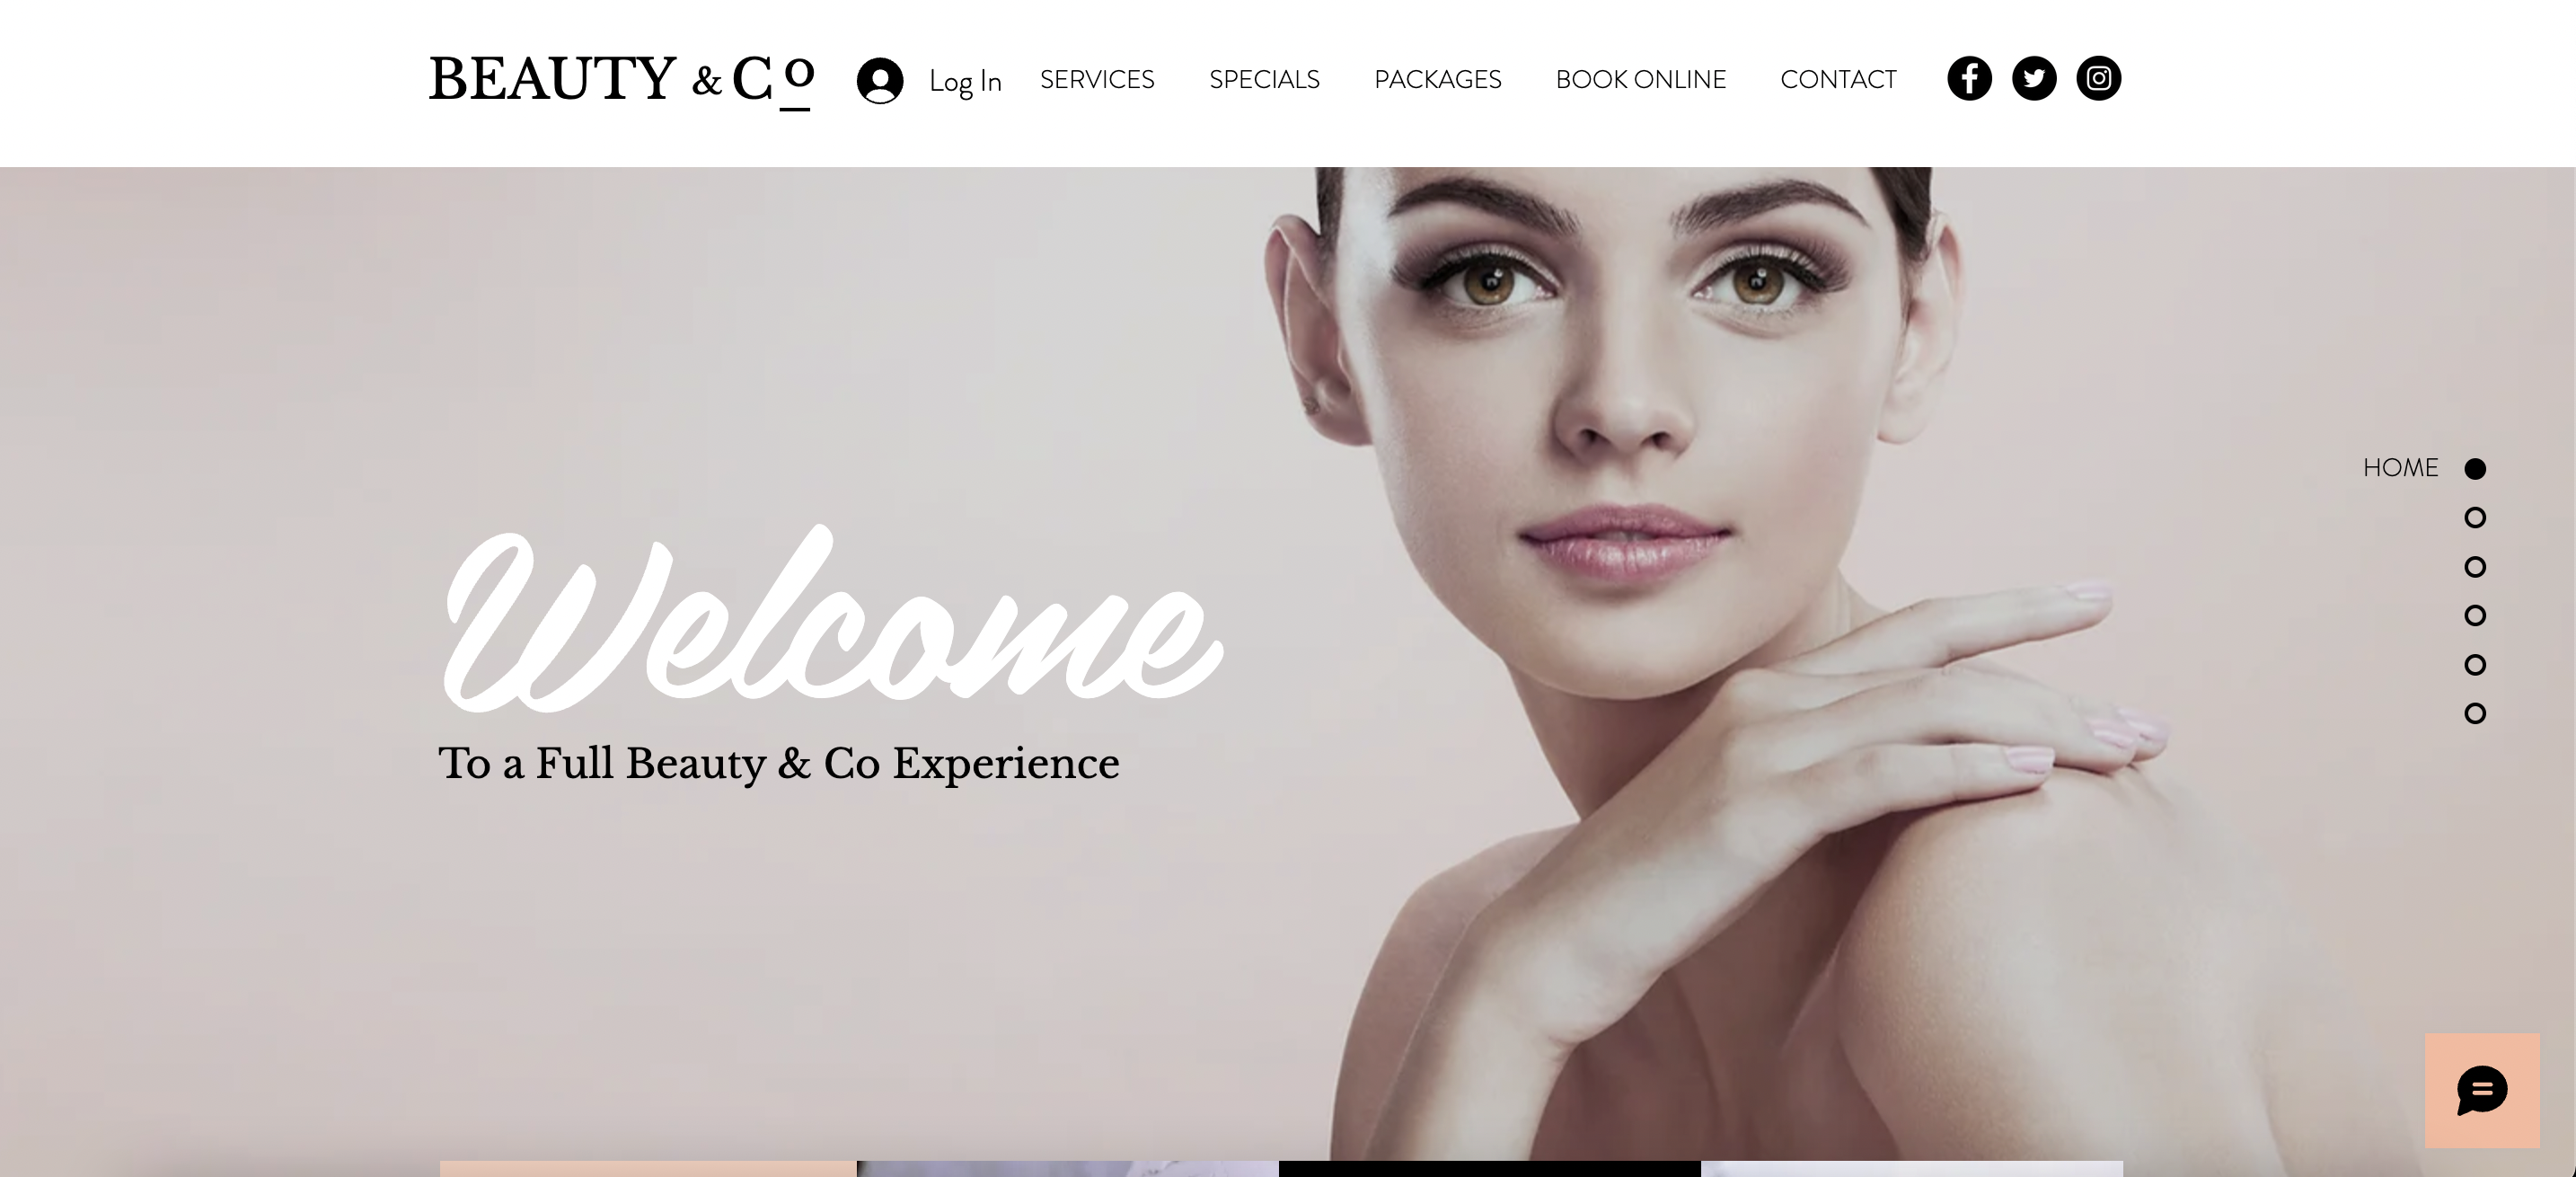 BEAUTY & Co
Log In
SERVICES
SPECIALS
PACKAGES
BOOK ONLINE
CONTACT
HOME
Welcome
To a Full Beauty & Co Experience